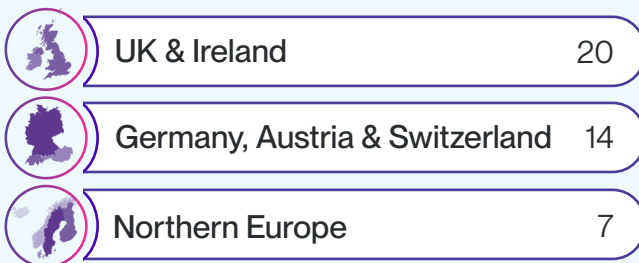 UK & Ireland 20
Germany, Austria & Switzerland 14
Northern Europe 7